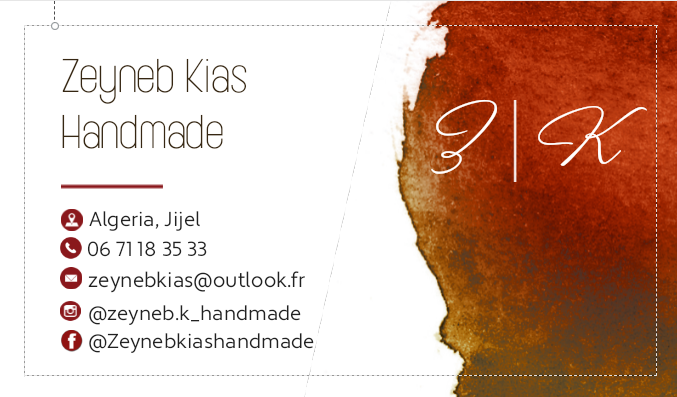 Zeyneb Kias
Handmade
Z | K
Algeria, Jijel
06 71 18 35 33
zeynebkias@outlook.fr
@zeyneb.k_handmade
@Zeynebkiashandmade